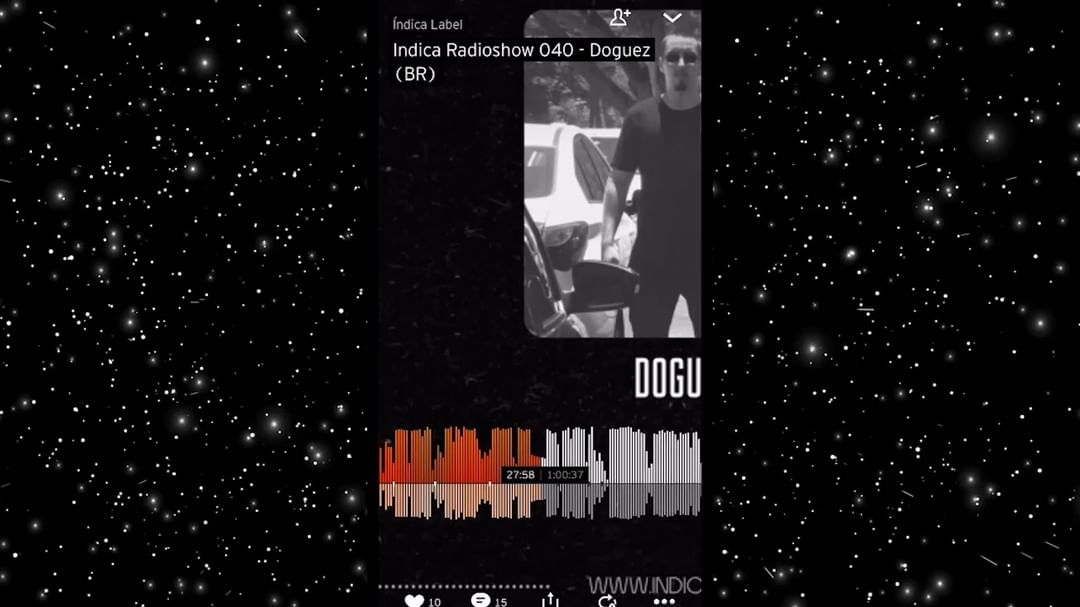 Índica Label
Indica Radioshow 040 - Doguez
(BR)
DOGU
27:58 | 1:00:37
WWW.INDIC
10
15